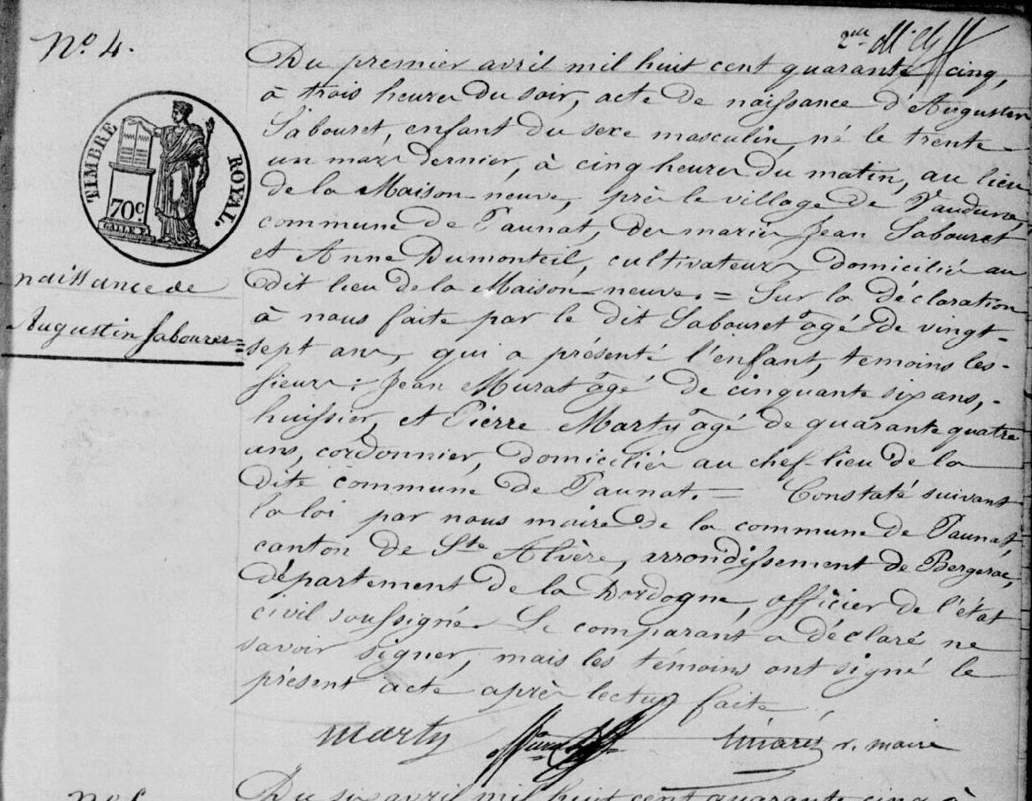 N.º 4.
2me
Du premier avril mil huit cent quarante cinq,
à trois heures du soir, acte de naissance d'Augustin
Sabouret, enfant du sexe masculin, né le trente
un mars dernier, à cinq heures du matin, au lieu
de la Maison-neuve, près le village de
commune de Paunat, des mariés Jean Sabouret
et Anne Dumonteil, cultivateurs, domiciliés au
dit lieu de la Maison-neuve. = Sur la déclaration
à nous faite par le dit Sabouret âgé de vingt-
sept ans, qui a présenté l'enfant, temoins les-
sieurs: Jean Murat âgé de cinquante six ans,
huissier, et Pierre Marty âgé de quarante quatre
ans, cordonnier, domiciliés au chef-lieu de la
dite commune de Paunat. = Constaté suivant
la loi par nous maire de la commune de Paunat,
canton de Ste Alvère, arrondissement de Bergerac,
département de la Dordogne, officier de l'état
civil soussigné. Le comparant a déclaré ne
savoir signer, mais les témoins ont signé le
présent acte après lecture faite.
TIMBRE ROYAL.
70c
naissance de
Augustin Sabouret =
Marty
maire
Du six avril mil huit cent quarante cinq à